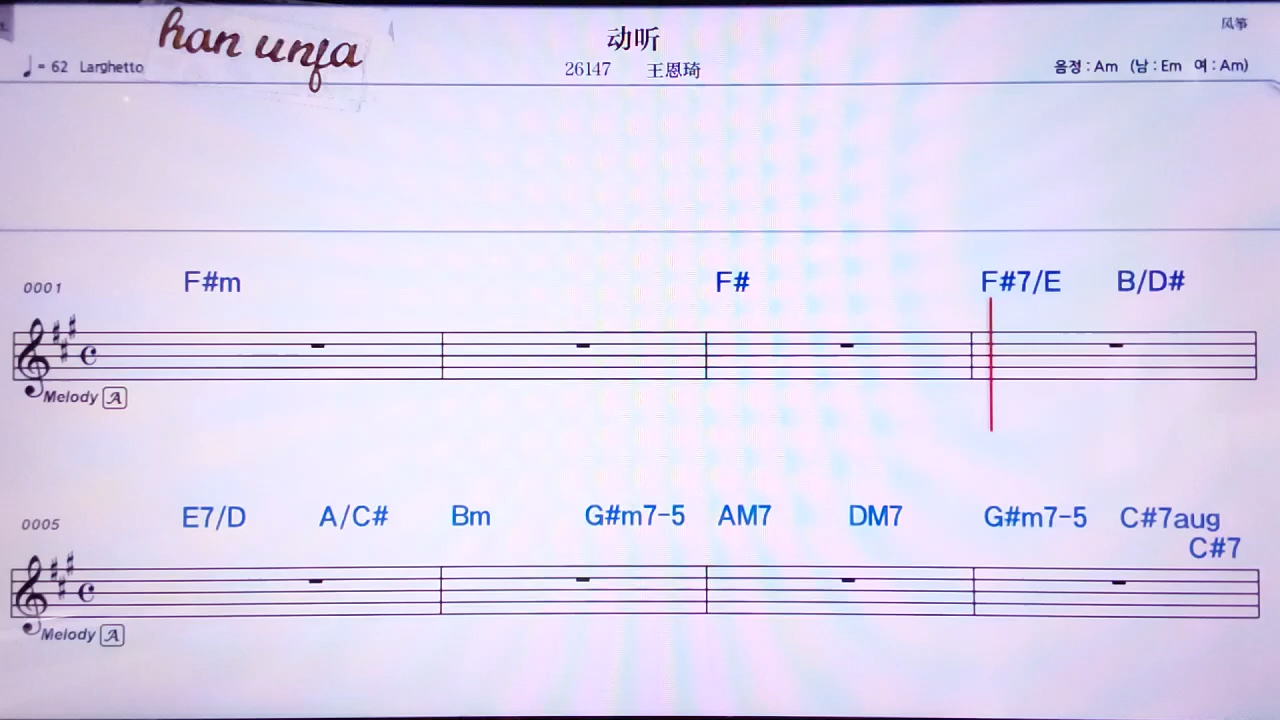 han unfa
动听
风筝
♩= 62 Larghetto
26147 王恩琦
음정 : Am (남 : Em 여 : Am)
0001
F#m F# F#7/E B/D#
Melody A
0005
E7/D A/C# Bm G#m7-5 AM7 DM7 G#m7-5 C#7aug
C#7
Melody A